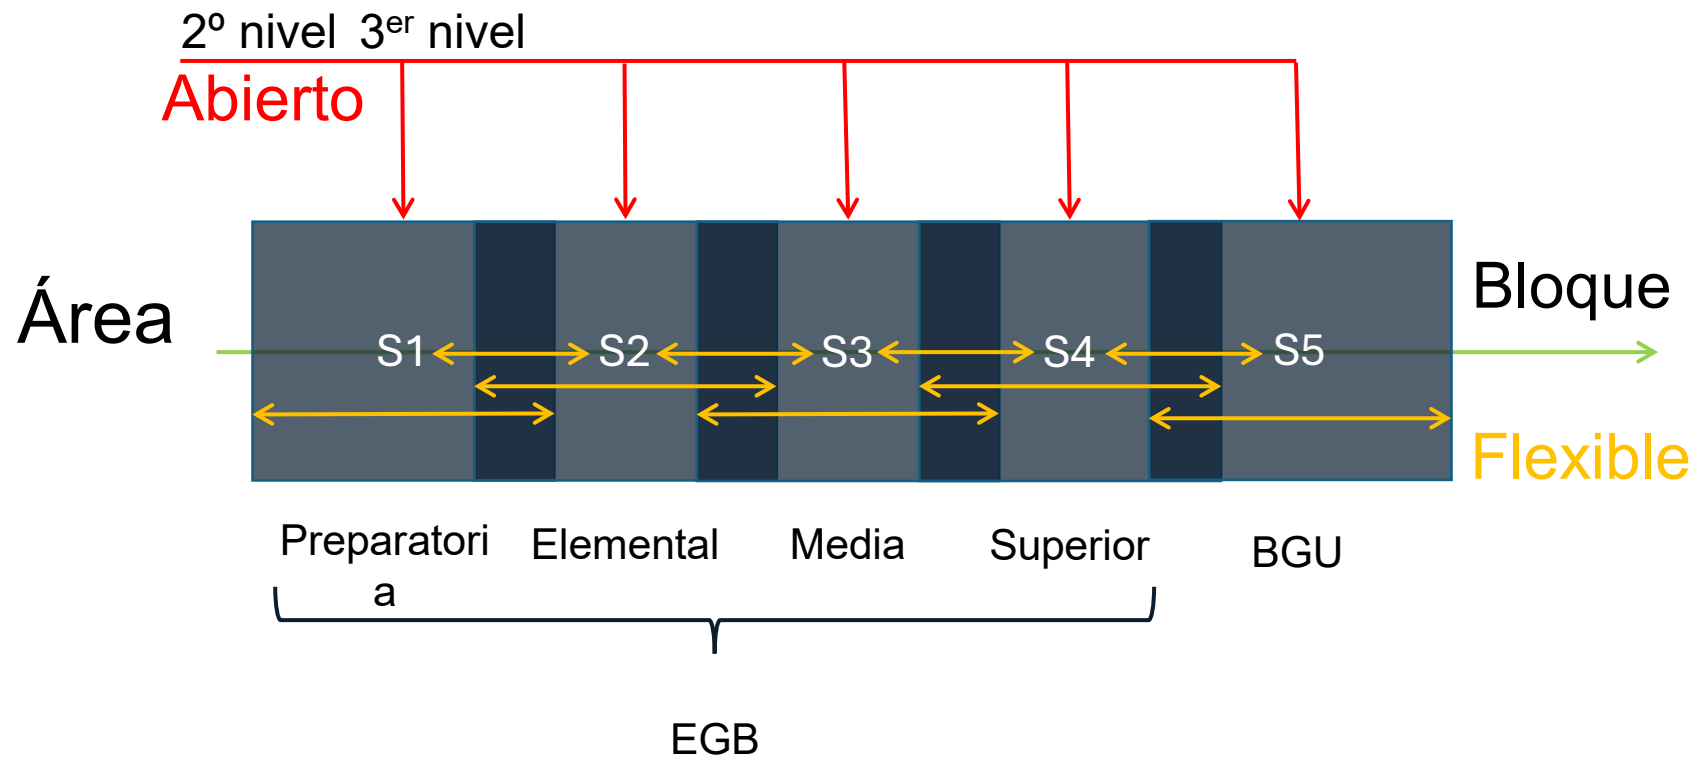 2º nivel 3er nivel
Abierto
Área
Bloque
S1 S2 S3 S4 S5
Flexible
Preparatori
a
Elemental
Media
Superior
BGU
EGB